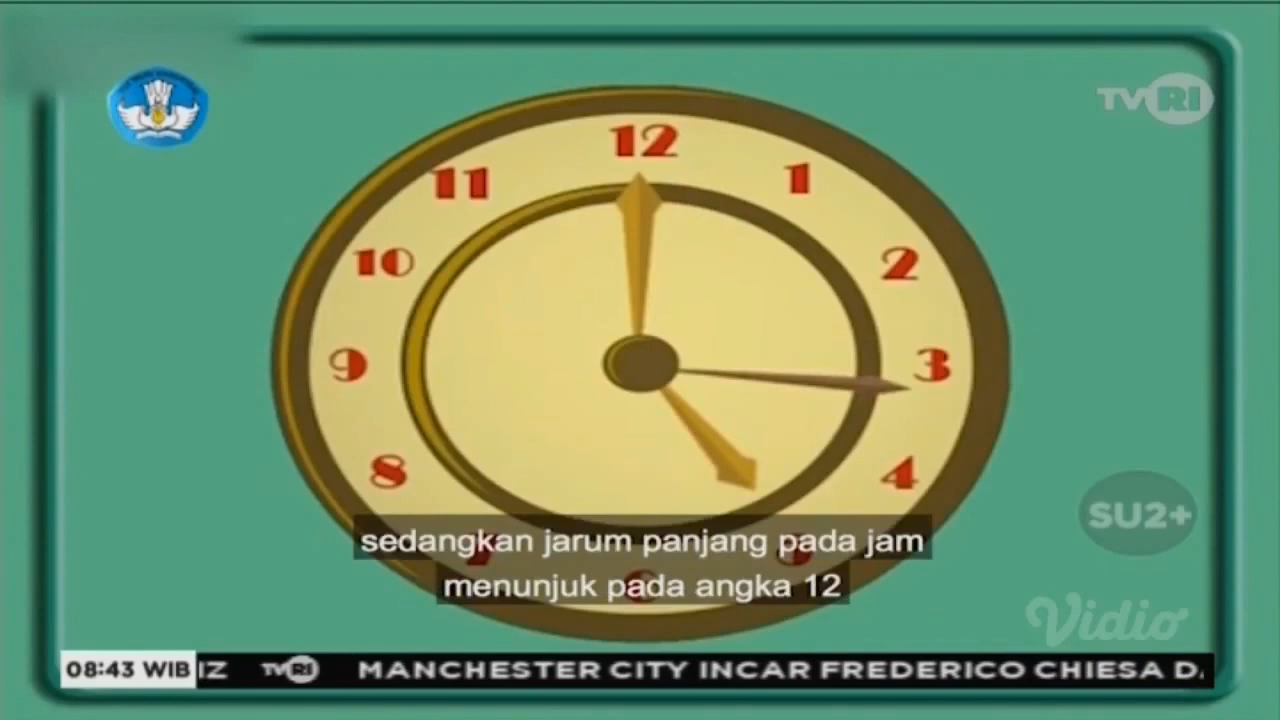 TVRI
12
11
1
10
2
9
3
8
4
SU2+
sedangkan jarum panjang pada jam
menunjuk pada angka 12
Vidio
08:43 WIB
IZ TVRI MANCHESTER CITY INCAR FREDERICO CHIESA DA